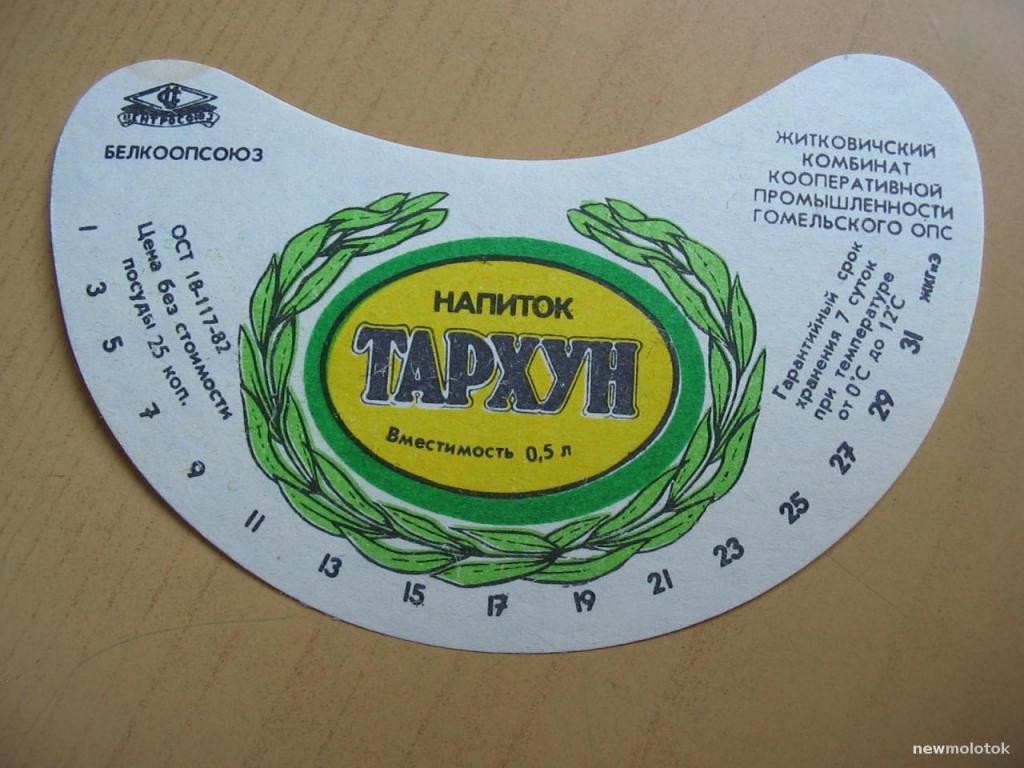 ЦЕНТРОСОЮЗ
БЕЛКООПСОЮЗ
ОСТ 18-117-82
Цена без стоимости
посуды 25 коп.
НАПИТОК
ТАРХУН
Вместимость 0,5 л
ЖИТКОВИЧСКИЙ
КОМБИНАТ
КООПЕРАТИВНОЙ
ПРОМЫШЛЕННОСТИ
ГОМЕЛЬСКОГО ОПС
Гарантийный срок
хранения 7 суток
при температуре
от 0°С до 12°С
1 3 5 7 9 11 13 15 17 19 21 23 25 27 29 31
newmolotok